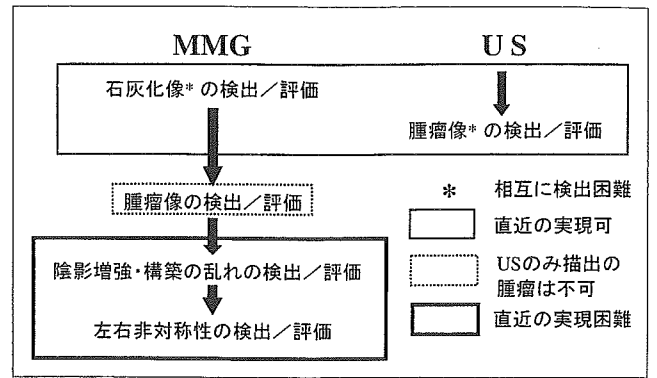 MMG
US
石灰化像* の検出／評価
腫瘤像* の検出／評価
腫瘤像の検出／評価
陰影増強・構築の乱れの検出／評価
左右非対称性の検出／評価
* 相互に検出困難
直近の実現可
USのみ描出の
腫瘤は不可
直近の実現困難